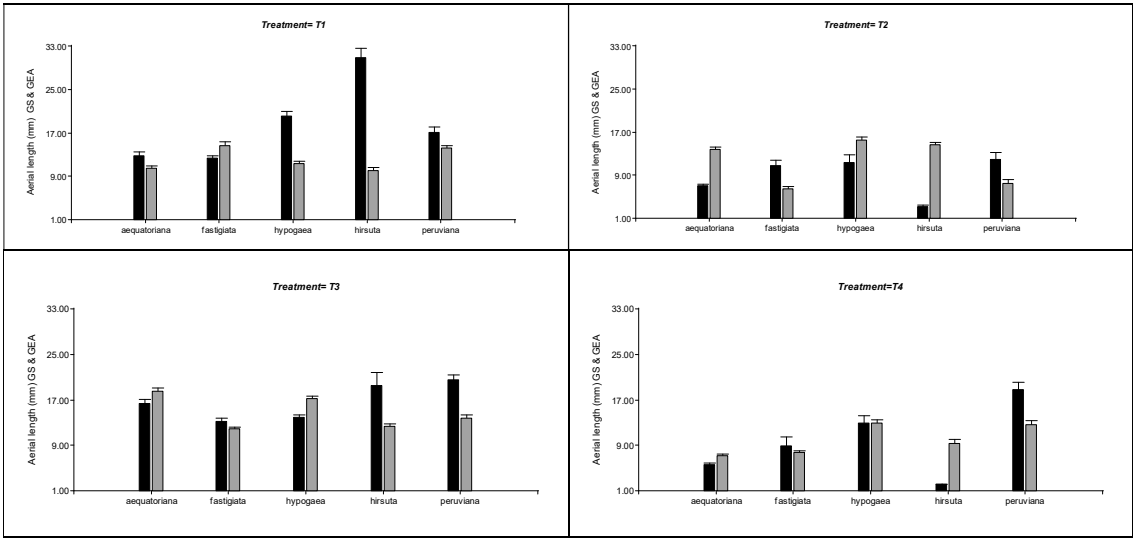 Treatment= T1
Aerial length (mm)  GS & GEA
33.00
25.00
17.00
9.00
1.00
aequatoriana fastigiata hypogaea hirsuta peruviana
Treatment= T2
Aerial length (mm) GS & GEA
33.00
25.00
17.00
9.00
1.00
aequatoriana fastigiata hypogaea hirsuta peruviana
Treatment= T3
Aerial length (mm) GS & GEA
33.00
25.00
17.00
9.00
1.00
aequatoriana fastigiata hypogaea hirsuta peruviana
Treatment=T4
Aerial length (mm) GS & GEA
33.00
25.00
17.00
9.00
1.00
aequatoriana fastigiata hypogaea hirsuta peruviana